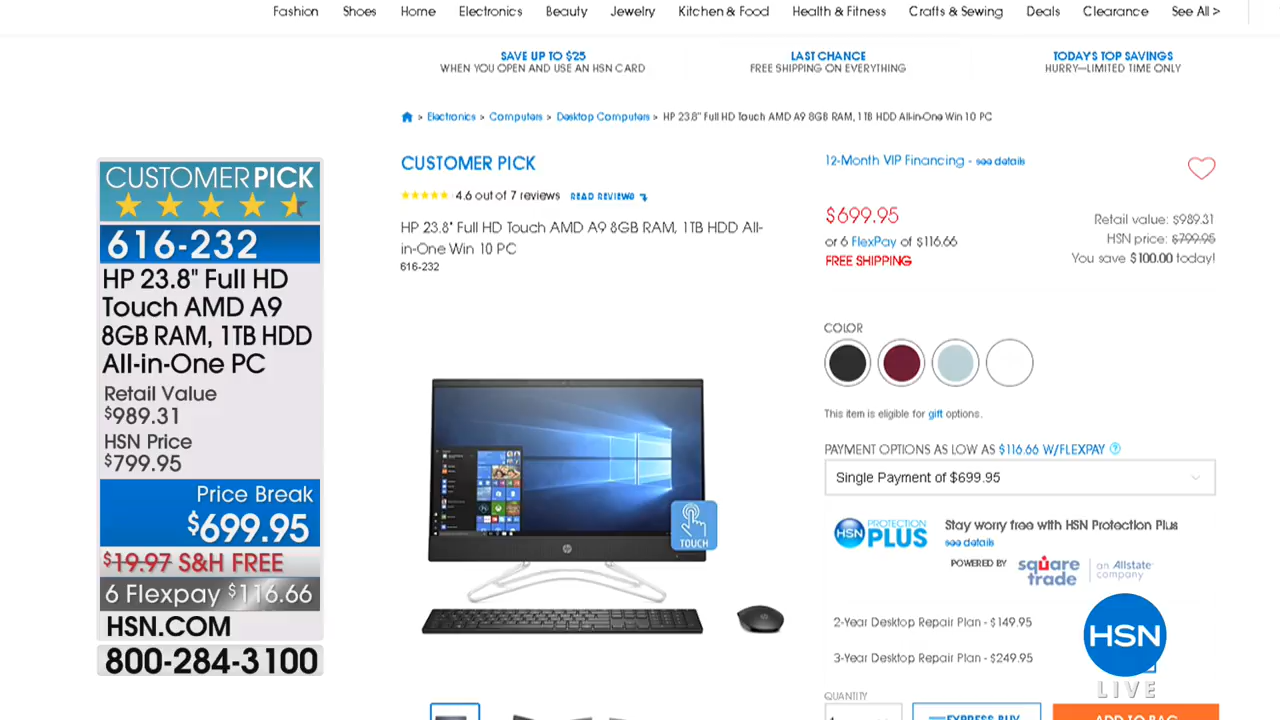 Fashion Shoes Home Electronics Beauty Jewelry Kitchen & Food Health & Fitness Crafts & Sewing Deals Clearance See All >
SAVE UP TO $25
WHEN YOU OPEN AND USE AN HSN CARD
LAST CHANCE
FREE SHIPPING ON EVERYTHING
TODAY'S TOP SAVINGS
HURRY—LIMITED TIME ONLY
> Electronics > Computers > Desktop Computers > HP 23.8" Full HD Touch AMD A9 8GB RAM, 1TB HDD All-in-One Win 10 PC
CUSTOMER PICK
616-232
HP 23.8" Full HD
Touch AMD A9
8GB RAM, 1TB HDD
All-in-One PC
Retail Value
$989.31
HSN Price
$799.95
Price Break
$699.95
$19.97 S&H FREE
6 Flexpay $116.66
HSN.COM
800-284-3100
CUSTOMER PICK
4.6 out of 7 reviews READ REVIEWS
HP 23.8" Full HD Touch AMD A9 8GB RAM, 1TB HDD All-
in-One Win 10 PC
616-232
TOUCH
12-Month VIP Financing - see details
$699.95
or 6 FlexPay of $116.66
FREE SHIPPING
Retail value: $989.31
HSN price: $799.95
You save $100.00 today!
COLOR
This item is eligible for gift options.
PAYMENT OPTIONS AS LOW AS $116.66 W/FLEXPAY ?
Single Payment of $699.95
HSN PROTECTION PLUS
Stay worry free with HSN Protection Plus
see details
POWERED BY square trade an Allstate company
2-Year Desktop Repair Plan - $149.95
3-Year Desktop Repair Plan - $249.95
HSN
LIVE
QUANTITY
EXPRESS BUY
ADD TO BAG